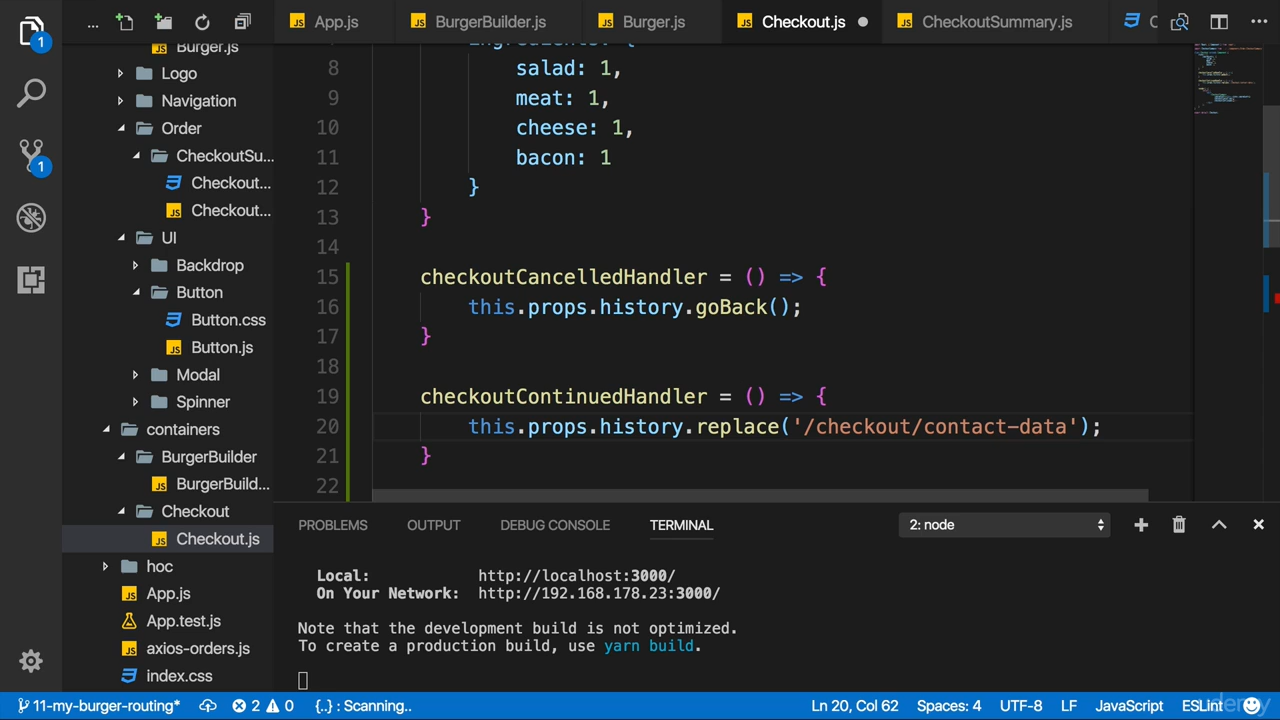 ... App.js BurgerBuilder.js Burger.js Checkout.js CheckoutSummary.js
1
1
Burger.js
Logo
Navigation
Order
CheckoutSu...
Checkout...
Checkout...
UI
Backdrop
Button
Button.css
Button.js
Modal
Spinner
containers
BurgerBuilder
BurgerBuild...
Checkout
Checkout.js
hoc
App.js
App.test.js
axios-orders.js
index.css
ingredients: {
8 salad: 1,
9 meat: 1,
10 cheese: 1,
11 bacon: 1
12 }
13 }
14
15 checkoutCancelledHandler = () => {
16 this.props.history.goBack();
17 }
18
19 checkoutContinuedHandler = () => {
20 this.props.history.replace('/checkout/contact-data');
21 }
22
PROBLEMS OUTPUT DEBUG CONSOLE TERMINAL 2: node
Local: http://localhost:3000/
On Your Network: http://192.168.178.23:3000/
Note that the development build is not optimized.
To create a production build, use yarn build.
11-my-burger-routing* 2 0 {..} : Scanning.. Ln 20, Col 62 Spaces: 4 UTF-8 LF JavaScript ESLint
udemy